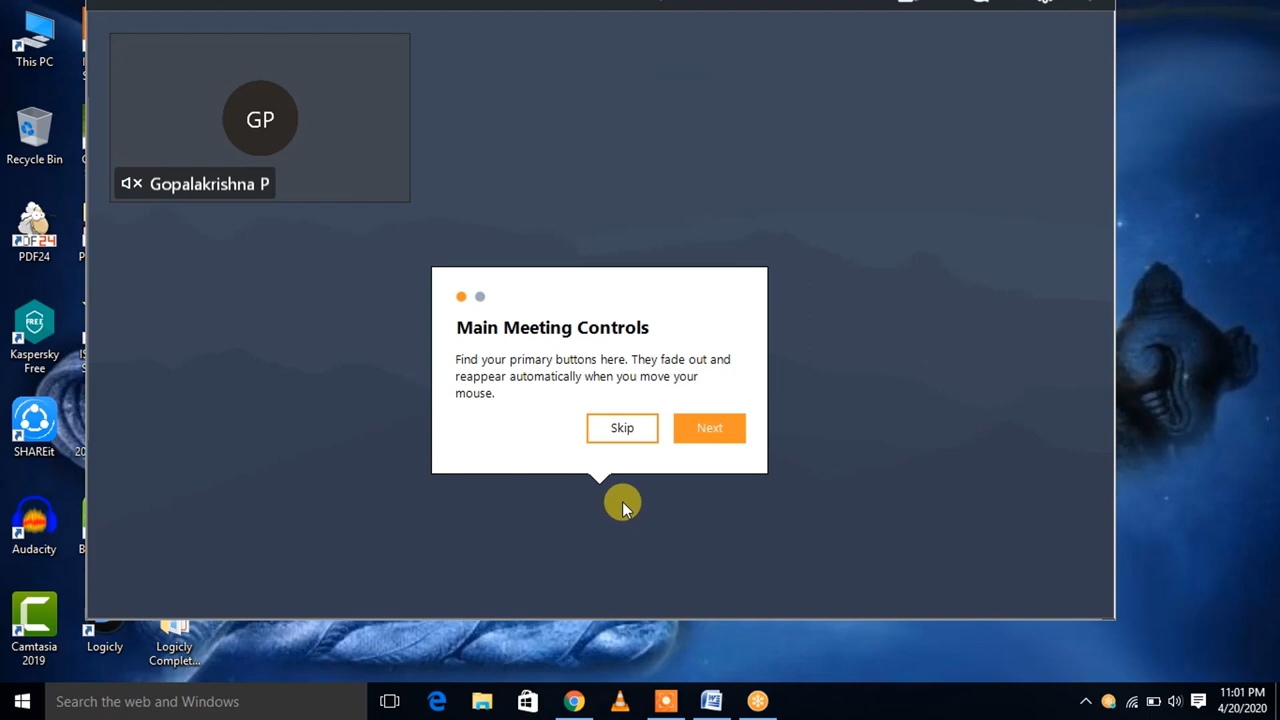 This PC
Recycle Bin
PDF24
Kaspersky
Free
SHAREit
Audacity
Camtasia
2019
Logicly
Logicly
Complet...
GP
Gopalakrishna P
Main Meeting Controls
Find your primary buttons here. They fade out and
reappear automatically when you move your
mouse.
Skip
Next
Search the web and Windows
11:01 PM
4/20/2020